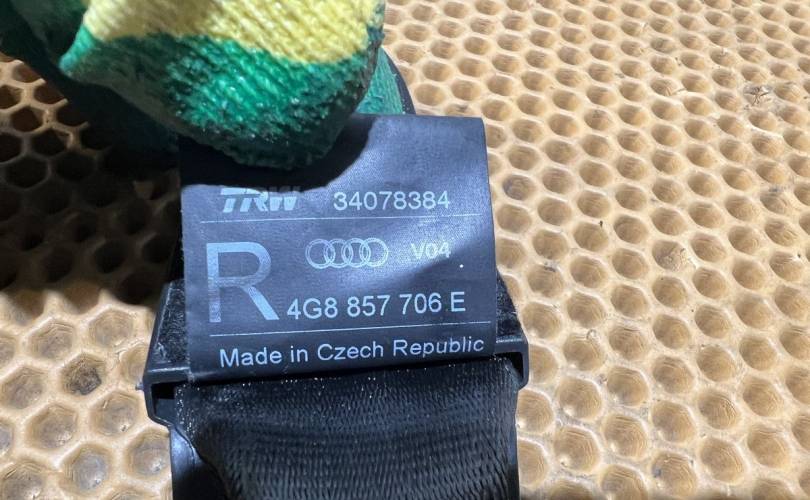 TRW 34078384
R V04
4G8 857 706 E
Made in Czech Republic